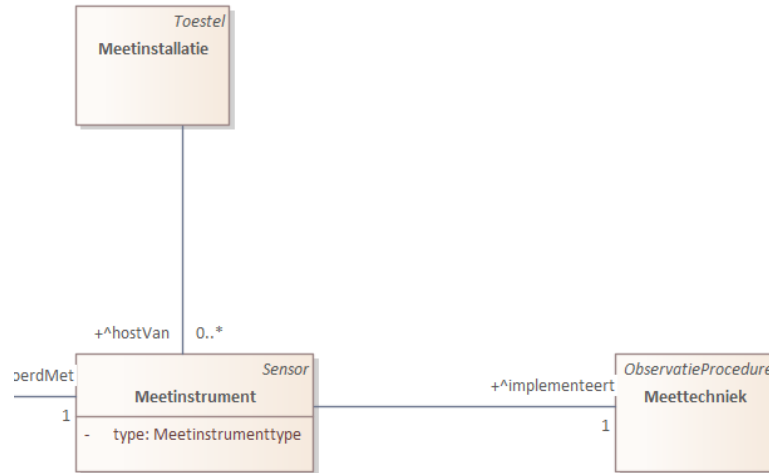 Toestel
Meetinstallatie
+^hostVan 0..*
Sensor
Meetinstrument
- type: Meetinstrumenttype
oerdMet
1
+^implementeert
1
ObservatieProcedure
Meettechniek